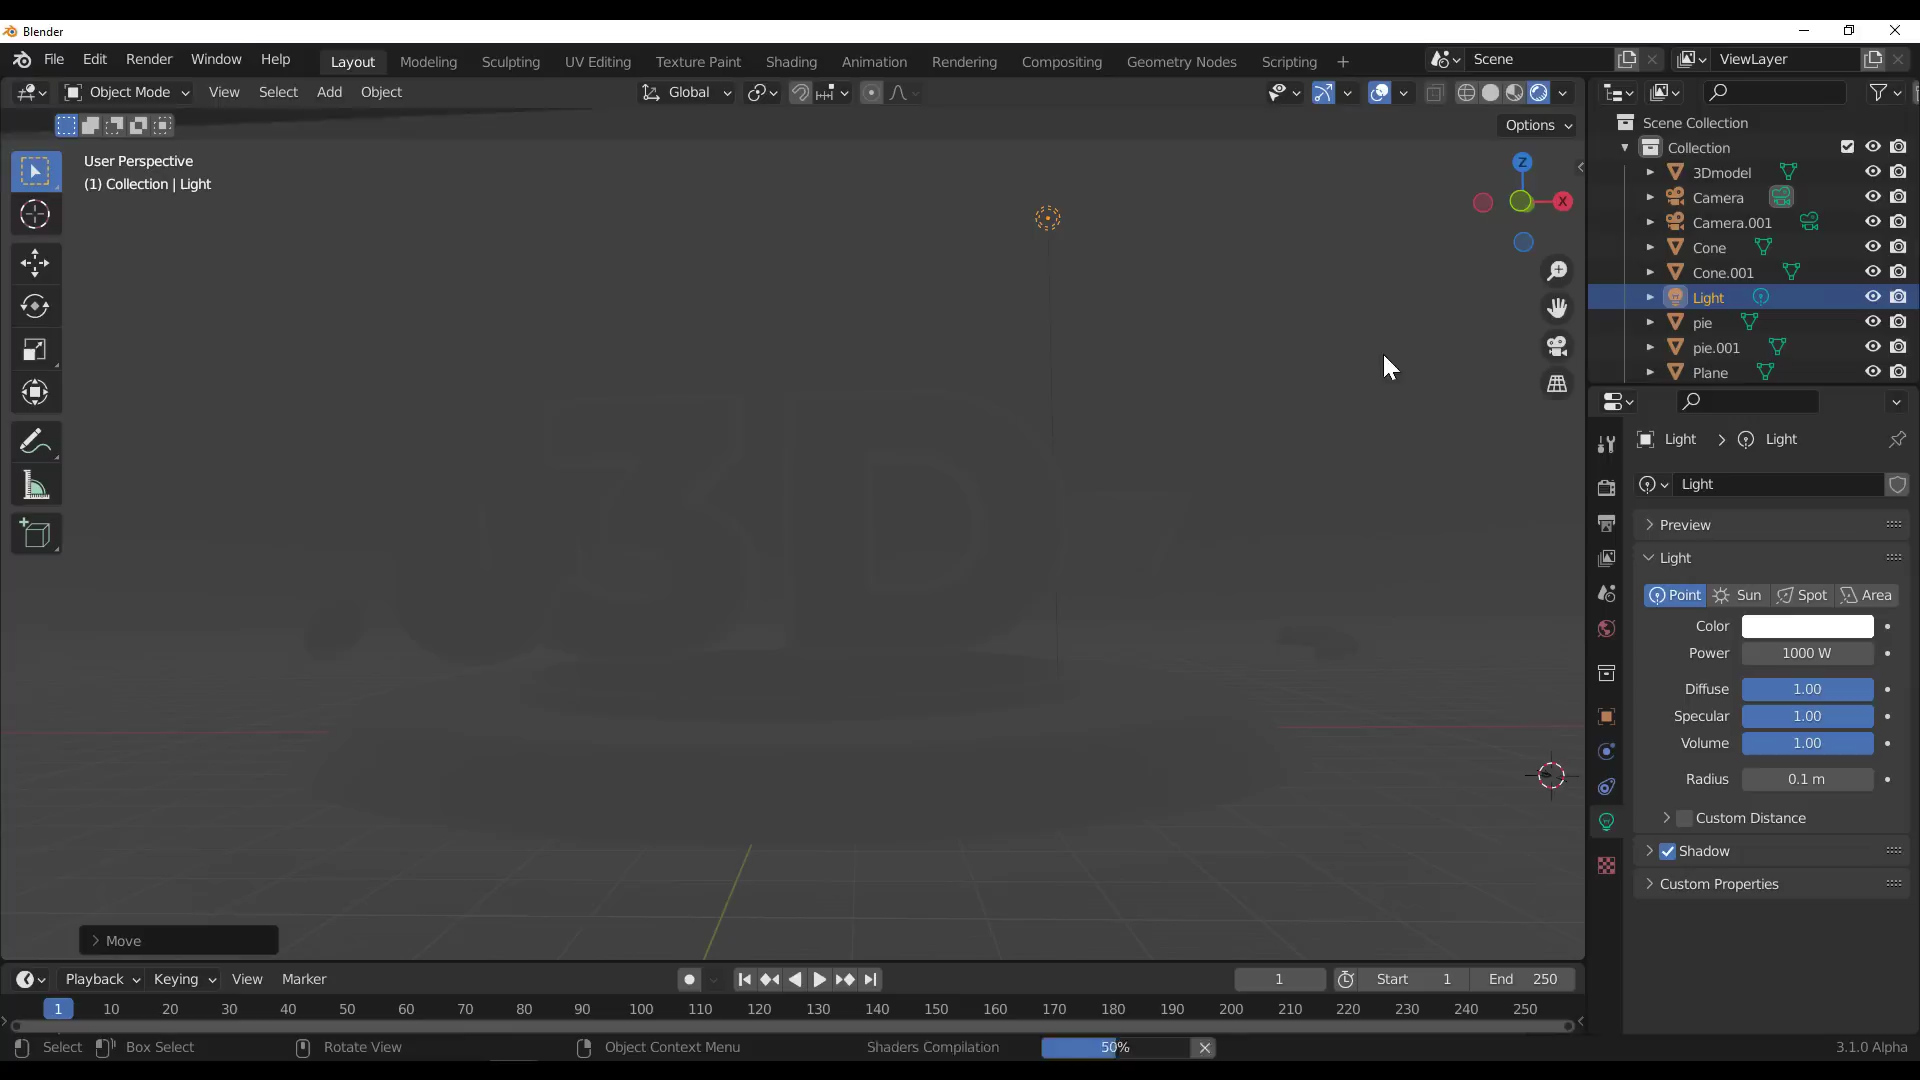 Blender
File Edit Render Window Help Layout Modeling Sculpting UV Editing Texture Paint Shading Animation Rendering Compositing Geometry Nodes Scripting + Scene ViewLayer
Object Mode View Select Add Object Global
Options
User Perspective
(1) Collection | Light
Z
X
3D
Scene Collection
Collection
3Dmodel
Camera
Camera.001
Cone
Cone.001
Light
pie
pie.001
Plane
Light > Light
Light
Preview
Light
Point Sun Spot Area
Color
Power 1000 W
Diffuse 1.00
Specular 1.00
Volume 1.00
Radius 0.1 m
Custom Distance
Shadow
Custom Properties
> Move
Playback Keying View Marker 1 Start 1 End 250
1 10 20 30 40 50 60 70 80 90 100 110 120 130 140 150 160 170 180 190 200 210 220 230 240 250
Select Box Select Rotate View Object Context Menu Shaders Compilation 50% 3.1.0 Alpha